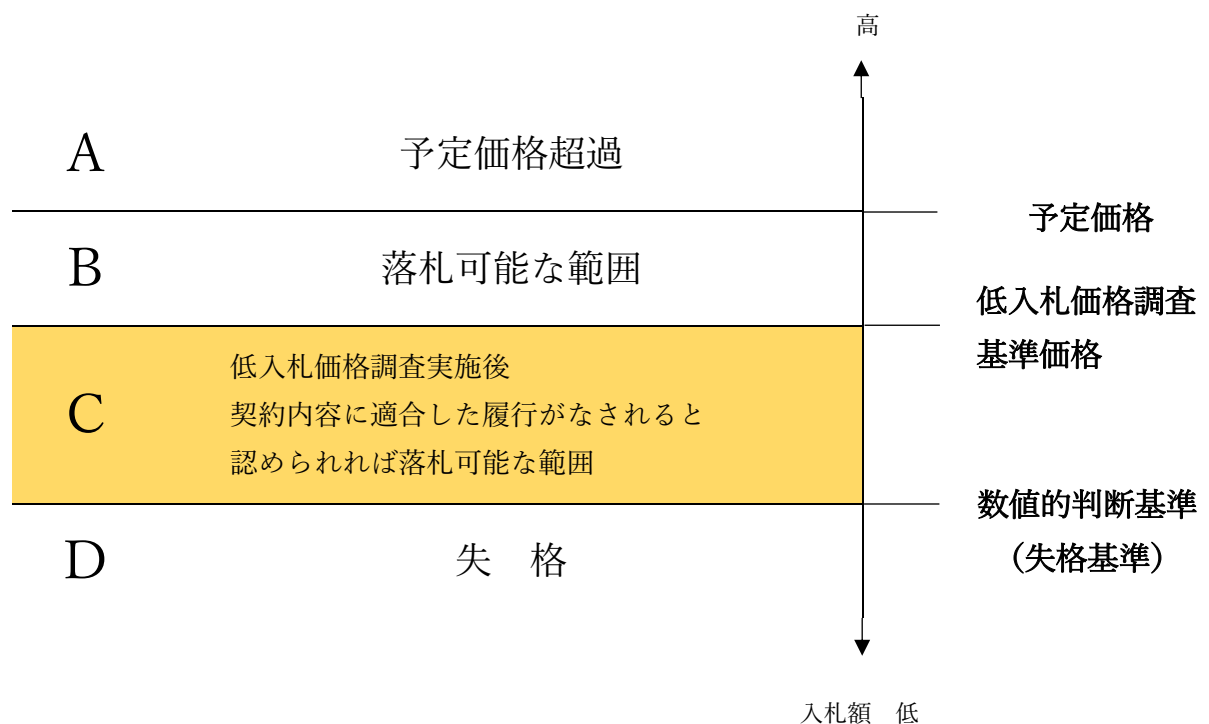 高
A
予定価格超過
予定価格
B
落札可能な範囲
低入札価格調査
基準価格
C
低入札価格調査実施後
契約内容に適合した履行がなされると
認められれば落札可能な範囲
数値的判断基準
（失格基準）
D
失　格
入札額　低